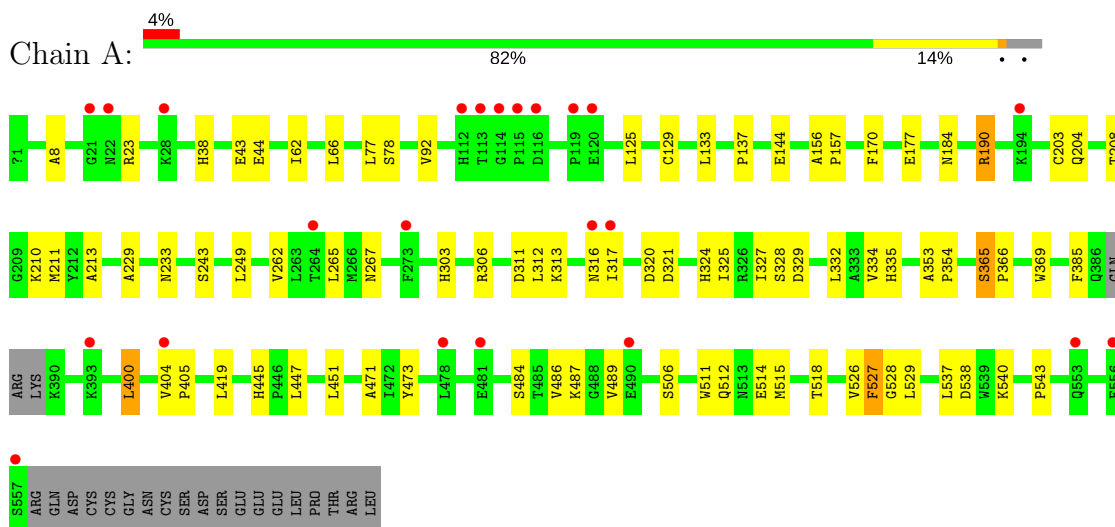 4%
Chain A:
82% 14% • •
?1 A8 G21 N22 R23 K28 H38 E43 E44 I62 L66 L77 S78 V92 H112 T113 G114 P115 D116 P119 E120 L125 C129 L133 P137 E144 A156 P157 F170 E177 N184 R190 K194 C203 Q204 T208
G209 K210 M211 Y212 A213 A229 N233 S243 L249 V262 L263 T264 L265 M266 N267 F273 H303 R306 D311 L312 K313 N316 I317 D320 D321 H324 I325 R326 I327 S328 D329 L332 A333 V334 H335 A353 P354 S365 P366 W369 F385 Q386 GLN
ARG LYS K390 K393 L400 V404 P405 L419 H445 P446 L447 L451 A471 I472 Y473 L478 E481 S484 T485 V486 K487 G488 V489 E490 S506 W511 Q512 N513 E514 M515 T518 V526 F527 G528 L529 L537 D538 W539 K540 P543 Q553 E556
S557 ARG GLN ASP CYS CYS GLY ASN CYS SER ASP SER GLU GLU GLU LEU PRO THR ARG LEU